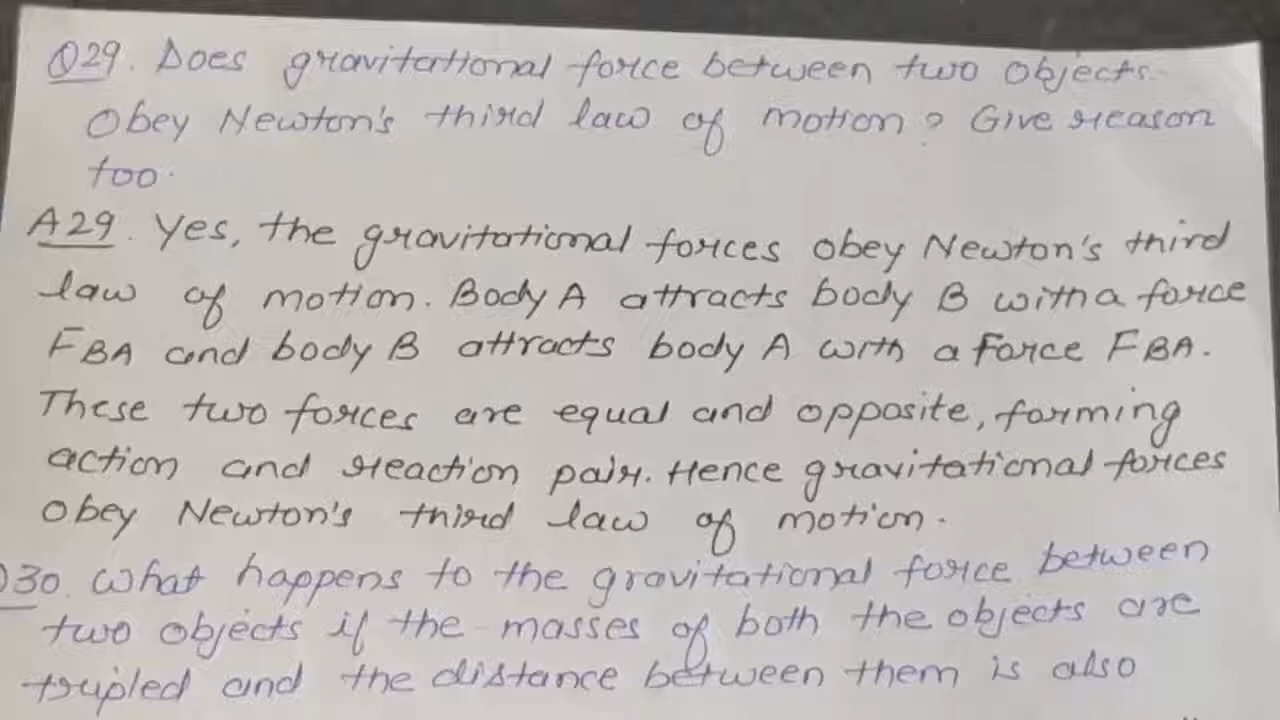 Q29. Does gravitational force between two objects
Obey Newton's third law of motion? Give reason
too.
A29. Yes, the gravitational forces obey Newton's third
law of motion. Body A attracts body B with a force
FBA and body B attracts body A with a Force FBA.
These two forces are equal and opposite, forming
action and reaction pair. Hence gravitational forces
Obey Newton's third law of motion.
Q30. What happens to the gravitational force between
two objects if the masses of both the objects are
tripled and the distance between them is also